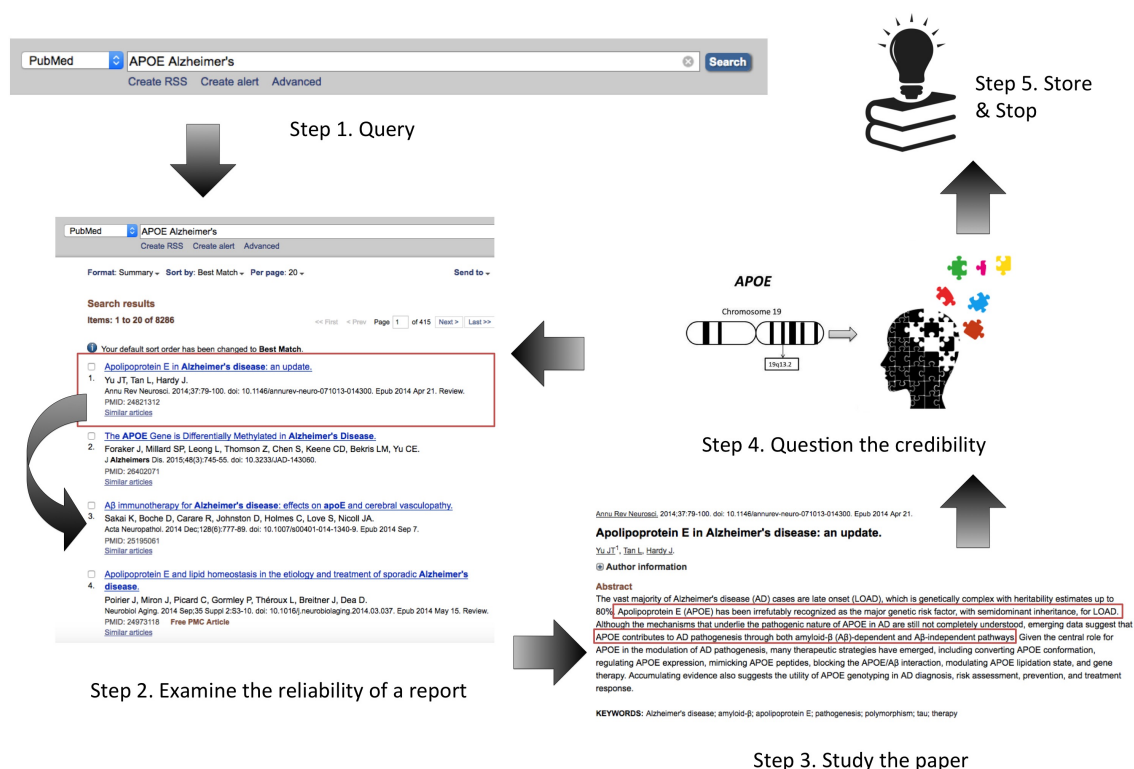 PubMed
APOE Alzheimer's
Search
Create RSS Create alert Advanced
Step 1. Query
PubMed
APOE Alzheimer's
Create RSS Create alert Advanced
Format: Summary Sort by: Best Match Per page: 20
Send to
Search results
Items: 1 to 20 of 8286
<< First < Prev Page 1 of 415 Next > Last >>
Your default sort order has been changed to Best Match.
Apolipoprotein E in Alzheimer's disease: an update.
1. Yu JT, Tan L, Hardy J.
Annu Rev Neurosci. 2014;37:79-100. doi: 10.1146/annurev-neuro-071013-014300. Epub 2014 Apr 21. Review.
PMID: 24821312
Similar articles
The APOE Gene is Differentially Methylated in Alzheimer's Disease.
2. Foraker J, Millard SP, Leong L, Thomson Z, Chen S, Keene CD, Bekris LM, Yu CE.
J Alzheimers Dis. 2015;48(3):745-55. doi: 10.3233/JAD-143060.
PMID: 26402071
Similar articles
Aβ immunotherapy for Alzheimer's disease: effects on apoE and cerebral vasculopathy.
3. Sakai K, Boche D, Carare R, Johnston D, Holmes C, Love S, Nicoll JA.
Acta Neuropathol. 2014 Dec;128(6):777-89. doi: 10.1007/s00401-014-1340-9. Epub 2014 Sep 7.
PMID: 25195061
Similar articles
Apolipoprotein E and lipid homeostasis in the etiology and treatment of sporadic Alzheimer's
4. disease.
Poirier J, Miron J, Picard C, Gormley P, Théroux L, Breitner J, Dea D.
Neurobiol Aging. 2014 Sep;35 Suppl 2:S3-10. doi: 10.1016/j.neurobiolaging.2014.03.037. Epub 2014 May 15. Review.
PMID: 24973118 Free PMC Article
Similar articles
Step 2. Examine the reliability of a report
Annu Rev Neurosci. 2014;37:79-100. doi: 10.1146/annurev-neuro-071013-014300. Epub 2014 Apr 21.
Apolipoprotein E in Alzheimer's disease: an update.
Yu JT1, Tan L, Hardy J.
Author information
Abstract
The vast majority of Alzheimer's disease (AD) cases are late onset (LOAD), which is genetically complex with heritability estimates up to
80%. Apolipoprotein E (APOE) has been irrefutably recognized as the major genetic risk factor, with semidominant inheritance, for LOAD.
Although the mechanisms that underlie the pathogenic nature of APOE in AD are still not completely understood, emerging data suggest that
APOE contributes to AD pathogenesis through both amyloid-β (Aβ)-dependent and Aβ-independent pathways. Given the central role for
APOE in the modulation of AD pathogenesis, many therapeutic strategies have emerged, including converting APOE conformation,
regulating APOE expression, mimicking APOE peptides, blocking the APOE/Aβ interaction, modulating APOE lipidation state, and gene
therapy. Accumulating evidence also suggests the utility of APOE genotyping in AD diagnosis, risk assessment, prevention, and treatment
response.
KEYWORDS: Alzheimer's disease; amyloid-β; apolipoprotein E; pathogenesis; polymorphism; tau; therapy
Step 3. Study the paper
APOE
Chromosome 19
19q13.2
Step 4. Question the credibility
Step 5. Store
& Stop